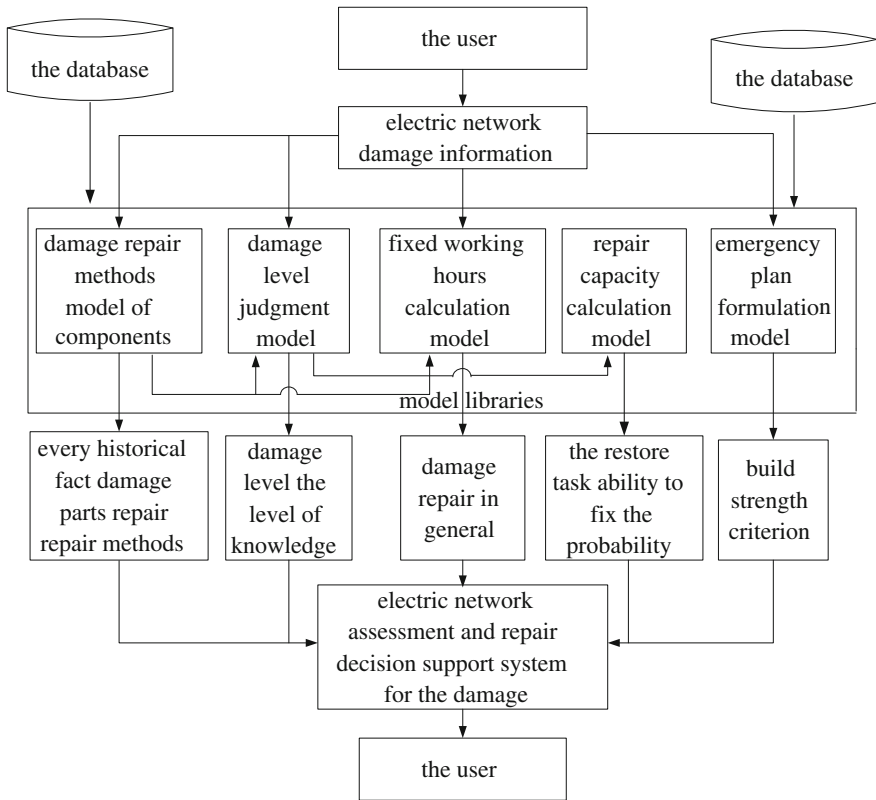 the user
the database
the database
electric network
damage information
damage repair
methods
model of
components
damage
level
judgment
model
fixed working
hours
calculation
model
repair
capacity
calculation
model
emergency
plan
formulation
model
model libraries
every historical
fact damage
parts repair
repair methods
damage
level the
level of
knowledge
damage
repair in
general
the restore
task ability to
fix the
probability
build
strength
criterion
electric network
assessment and repair
decision support system
for the damage
the user